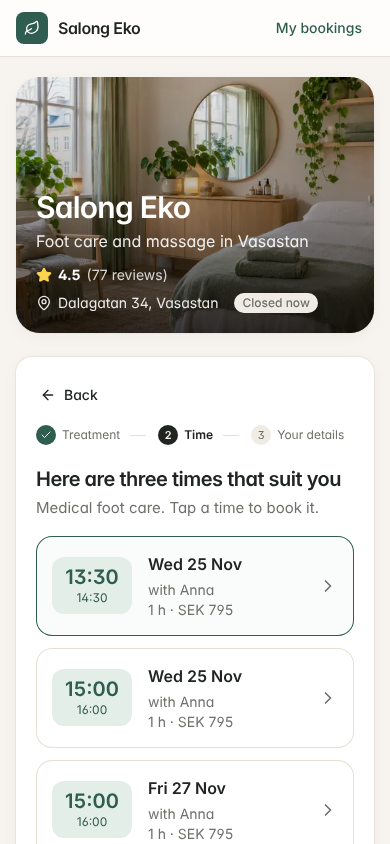 Salong Eko
My bookings
Salong Eko
Foot care and massage in Vasastan
4.5 (77 reviews)
Dalagatan 34, Vasastan
Closed now
Back
Treatment
2 Time
3 Your details
Here are three times that suit you
Medical foot care. Tap a time to book it.
13:30
14:30
Wed 25 Nov
with Anna
1 h · SEK 795
15:00
16:00
Wed 25 Nov
with Anna
1 h · SEK 795
15:00
16:00
Fri 27 Nov
with Anna
1 h · SEK 795